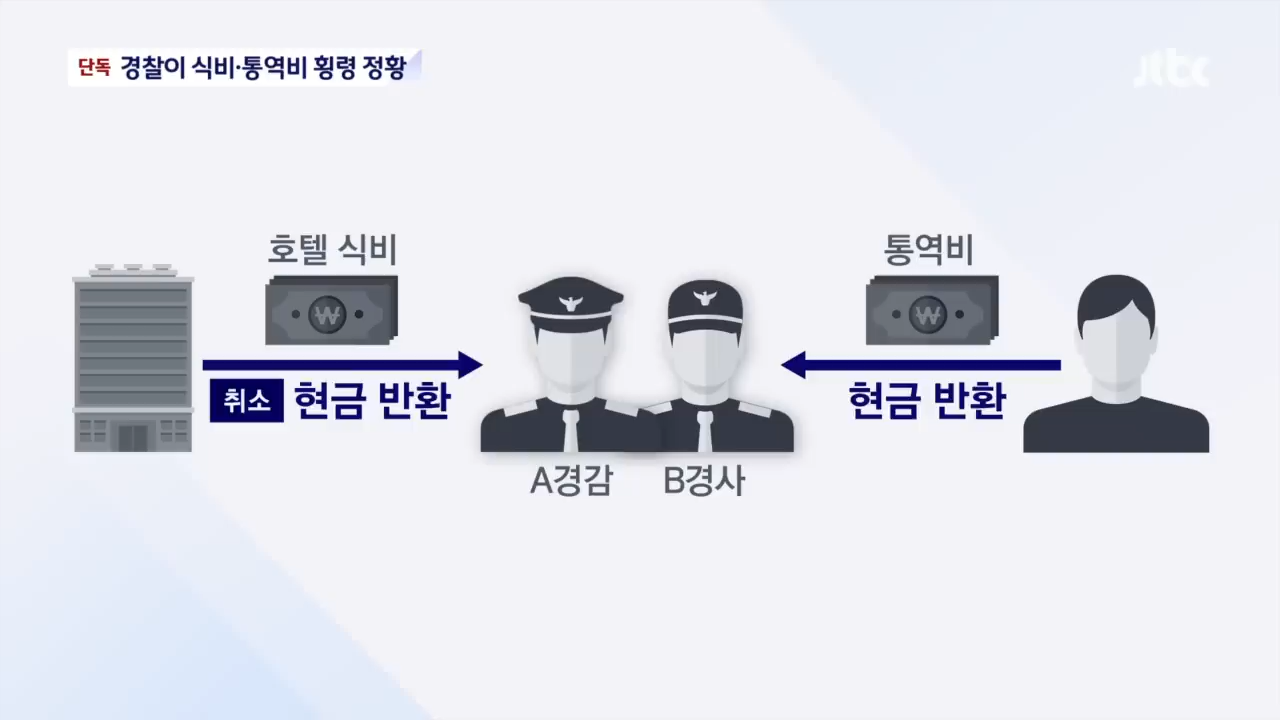 단독 경찰이 식비·통역비 횡령 정황
jtbc
호텔 식비
통역비
₩
₩
취소 현금 반환
현금 반환
A경감
B경사